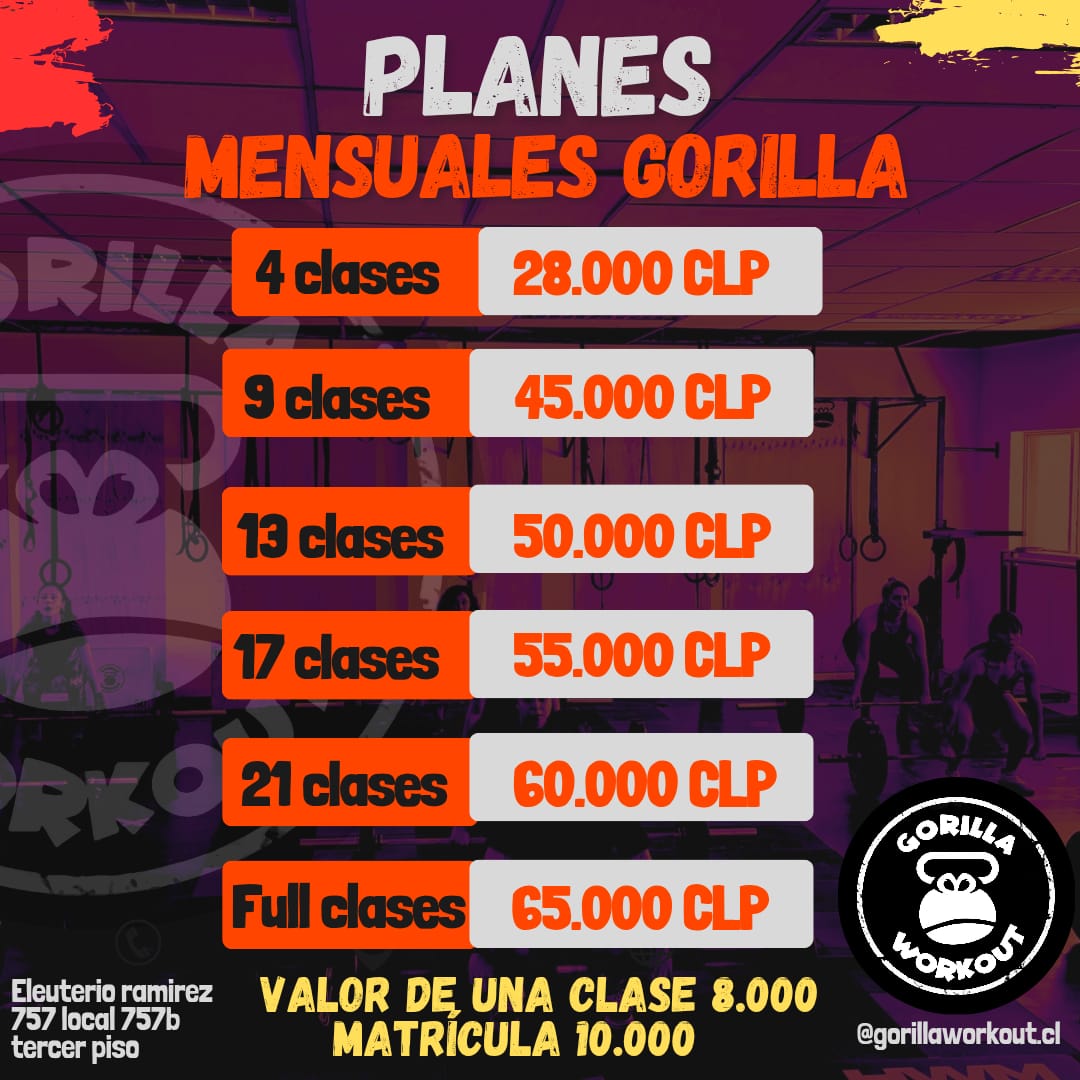 PLANES
MENSUALES GORILLA
4 clases 28.000 CLP
9 clases 45.000 CLP
13 clases 50.000 CLP
17 clases 55.000 CLP
21 clases 60.000 CLP
Full clases 65.000 CLP
Eleuterio ramirez
757 local 757b
tercer piso
VALOR DE UNA CLASE 8.000
MATRÍCULA 10.000
GORILLA
WORKOUT
@gorillaworkout.cl